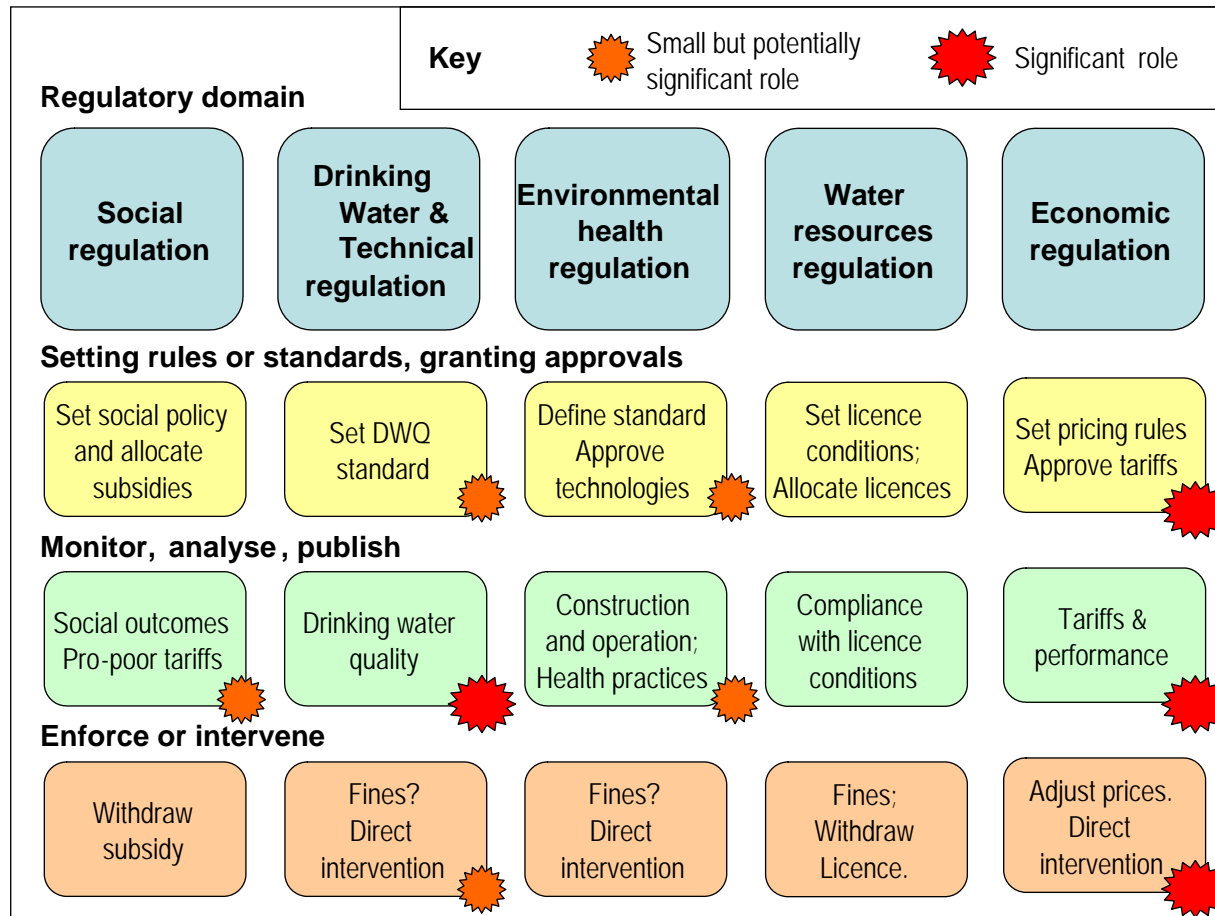 Key
Small but potentially
significant role
Significant role
Regulatory domain
Social
regulation
Drinking
Water &
Technical
regulation
Environmental
health
regulation
Water
resources
regulation
Economic
regulation
Setting rules or standards, granting approvals
Set social policy
and allocate
subsidies
Set DWQ
standard
Define standard
Approve
technologies
Set licence
conditions;
Allocate licences
Set pricing rules
Approve tariffs
Monitor, analyse, publish
Social outcomes
Pro-poor tariffs
Drinking water
quality
Construction
and operation;
Health practices
Compliance
with licence
conditions
Tariffs &
performance
Enforce or intervene
Withdraw
subsidy
Fines?
Direct
intervention
Fines?
Direct
intervention
Fines;
Withdraw
Licence.
Adjust prices.
Direct
intervention